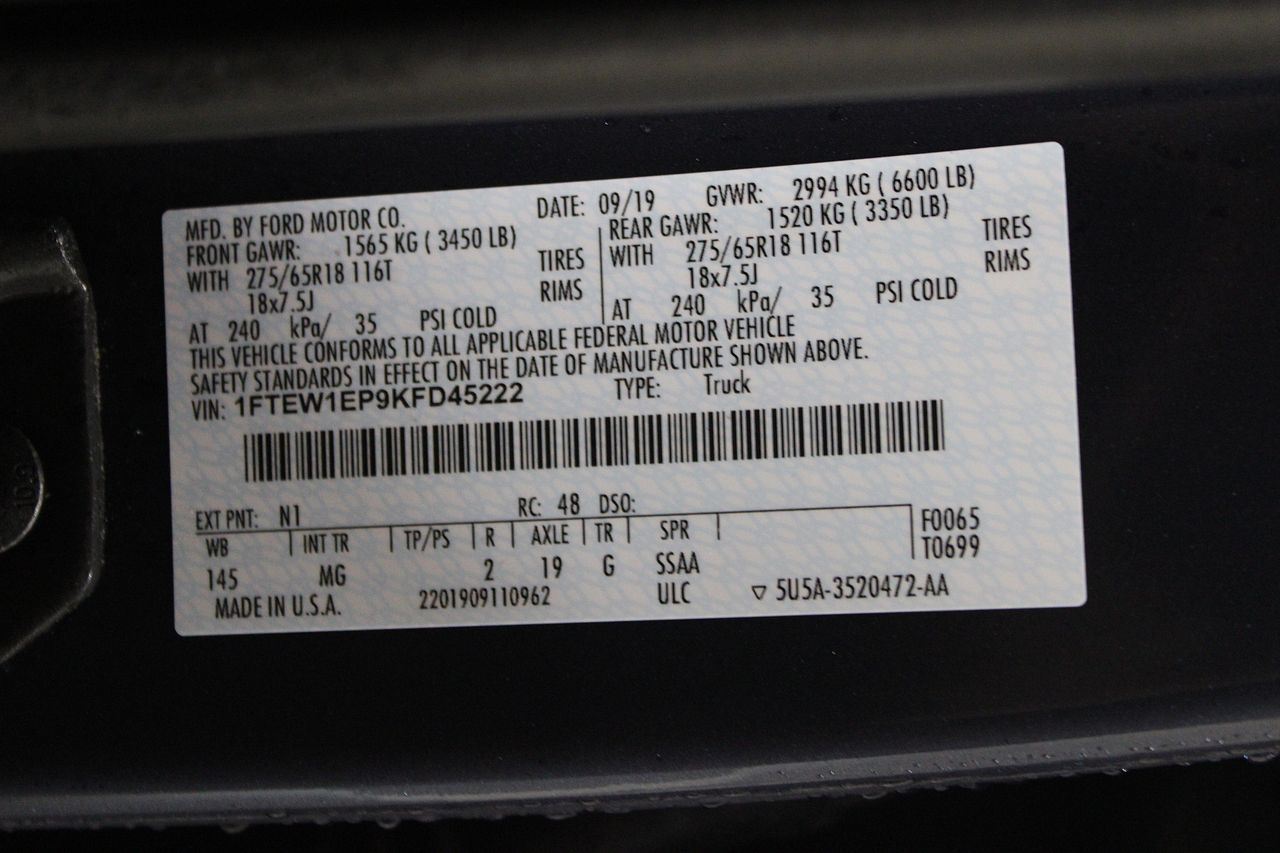 MFD. BY FORD MOTOR CO. DATE: 09/19 GVWR: 2994 KG ( 6600 LB)
FRONT GAWR: 1565 KG ( 3450 LB) REAR GAWR: 1520 KG ( 3350 LB)
WITH 275/65R18 116T TIRES WITH 275/65R18 116T TIRES
18x7.5J RIMS 18x7.5J RIMS
AT 240 kPa/ 35 PSI COLD AT 240 kPa/ 35 PSI COLD
THIS VEHICLE CONFORMS TO ALL APPLICABLE FEDERAL MOTOR VEHICLE
SAFETY STANDARDS IN EFFECT ON THE DATE OF MANUFACTURE SHOWN ABOVE.
VIN: 1FTEW1EP9KFD45222 TYPE: Truck
EXT PNT: N1 RC: 48 DSO:
WB INT TR TP/PS R AXLE TR SPR F0065
T0699
145 MG 2 19 G SSAA
MADE IN U.S.A. 2201909110962 ULC ▽ 5U5A-3520472-AA